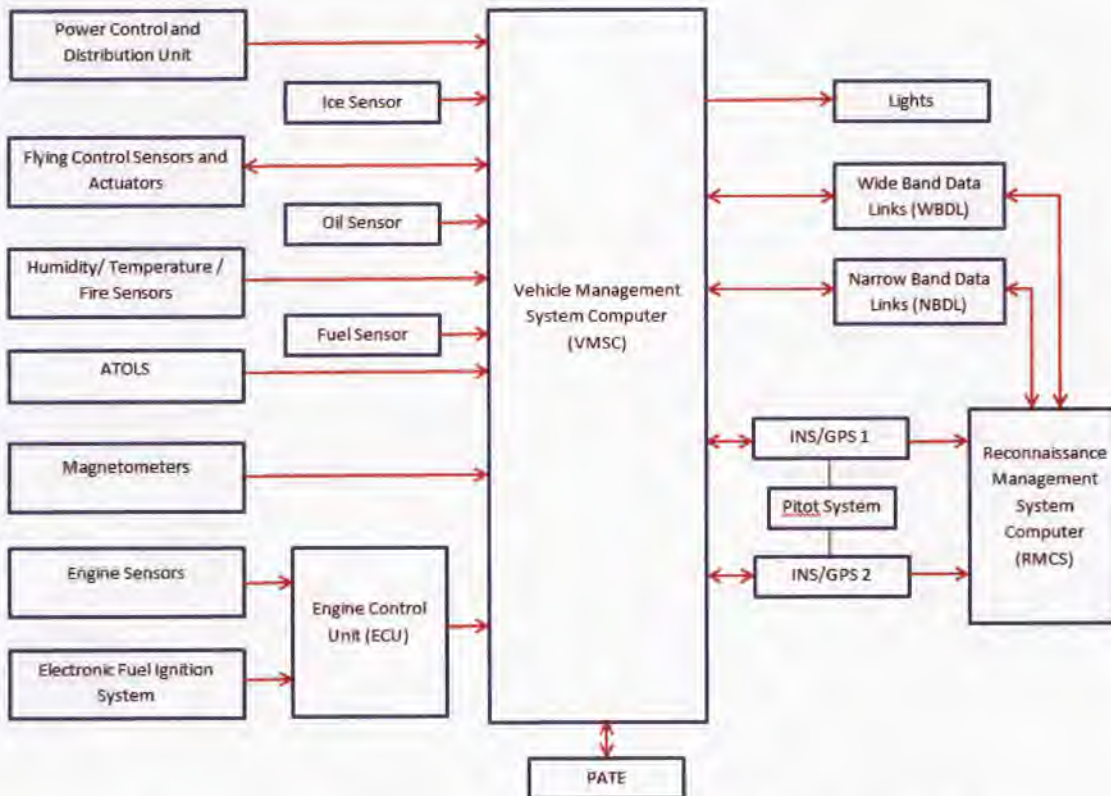 Power Control and
Distribution Unit
Ice Sensor
Flying Control Sensors and
Actuators
Oil Sensor
Humidity/ Temperature /
Fire Sensors
Fuel Sensor
ATOLS
Magnetometers
Engine Sensors
Electronic Fuel Ignition
System
Engine Control
Unit (ECU)
Vehicle Management
System Computer
(VMSC)
PATE
Lights
Wide Band Data
Links (WBDL)
Narrow Band Data
Links (NBDL)
INS/GPS 1
Pitot System
INS/GPS 2
Reconnaissance
Management
System
Computer
(RMCS)